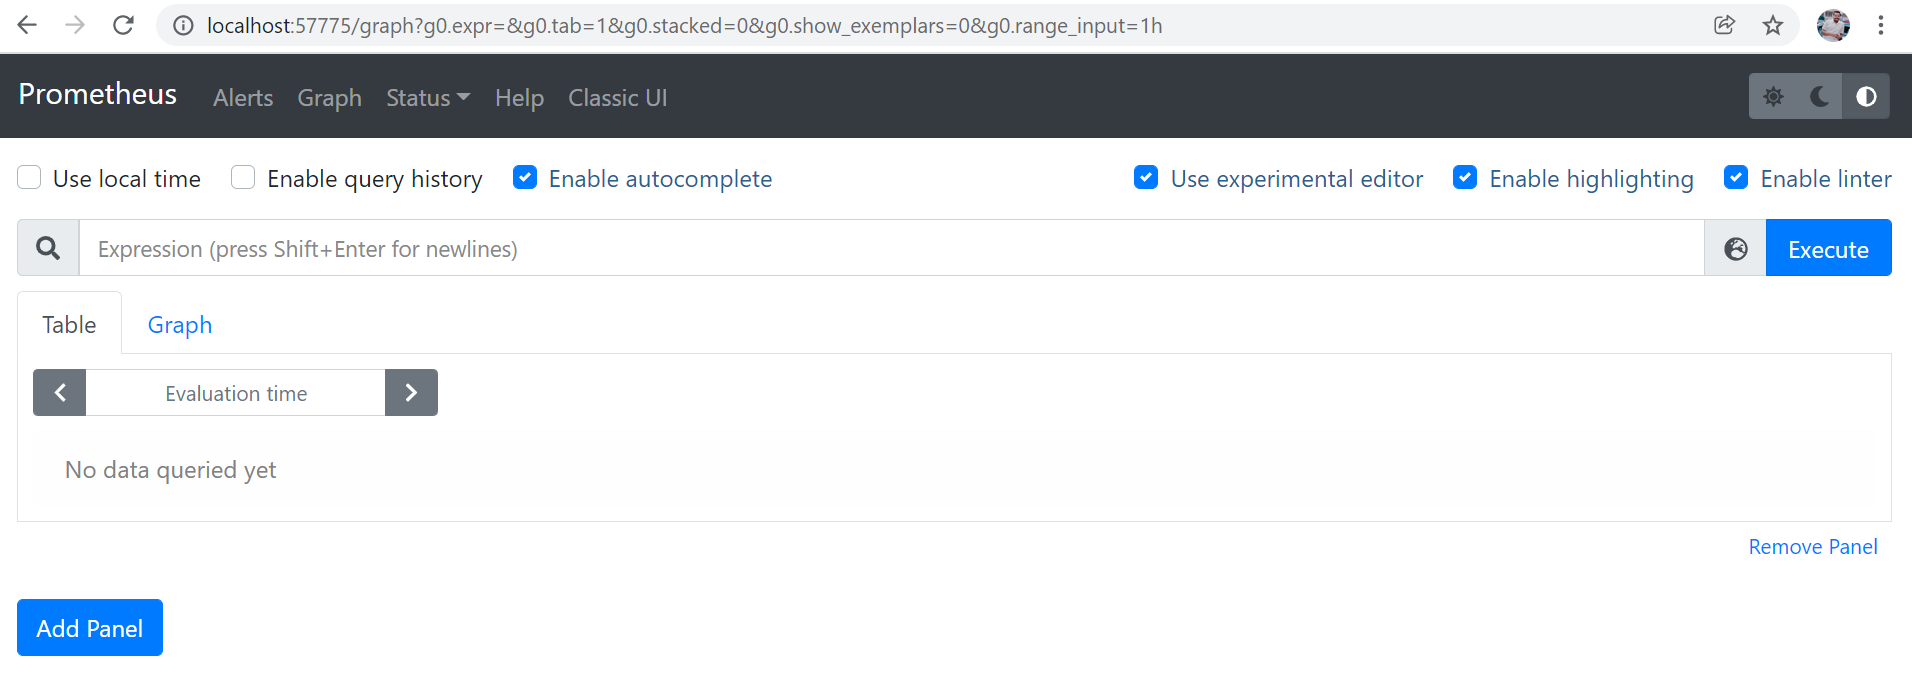 localhost:57775/graph?g0.expr=&g0.tab=1&g0.stacked=0&g0.show_exemplars=0&g0.range_input=1h
Prometheus Alerts Graph Status Help Classic UI
Use local time Enable query history Enable autocomplete Use experimental editor Enable highlighting Enable linter
Expression (press Shift+Enter for newlines) Execute
Table Graph
Evaluation time
No data queried yet
Remove Panel
Add Panel